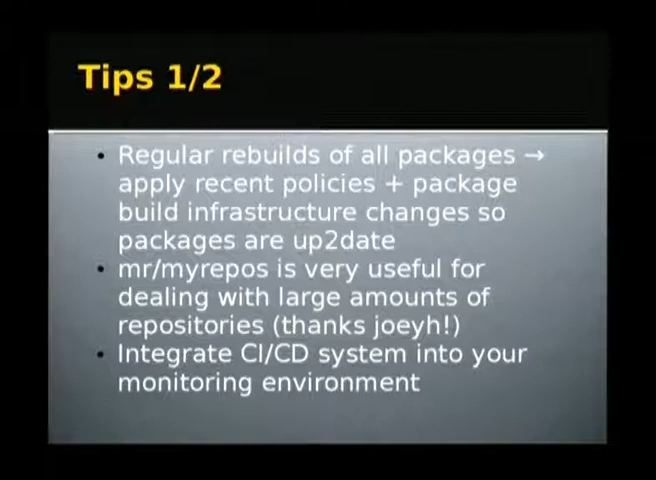 Tips 1/2
• Regular rebuilds of all packages →
apply recent policies + package
build infrastructure changes so
packages are up2date
• mr/myrepos is very useful for
dealing with large amounts of
repositories (thanks joeyh!)
• Integrate CI/CD system into your
monitoring environment